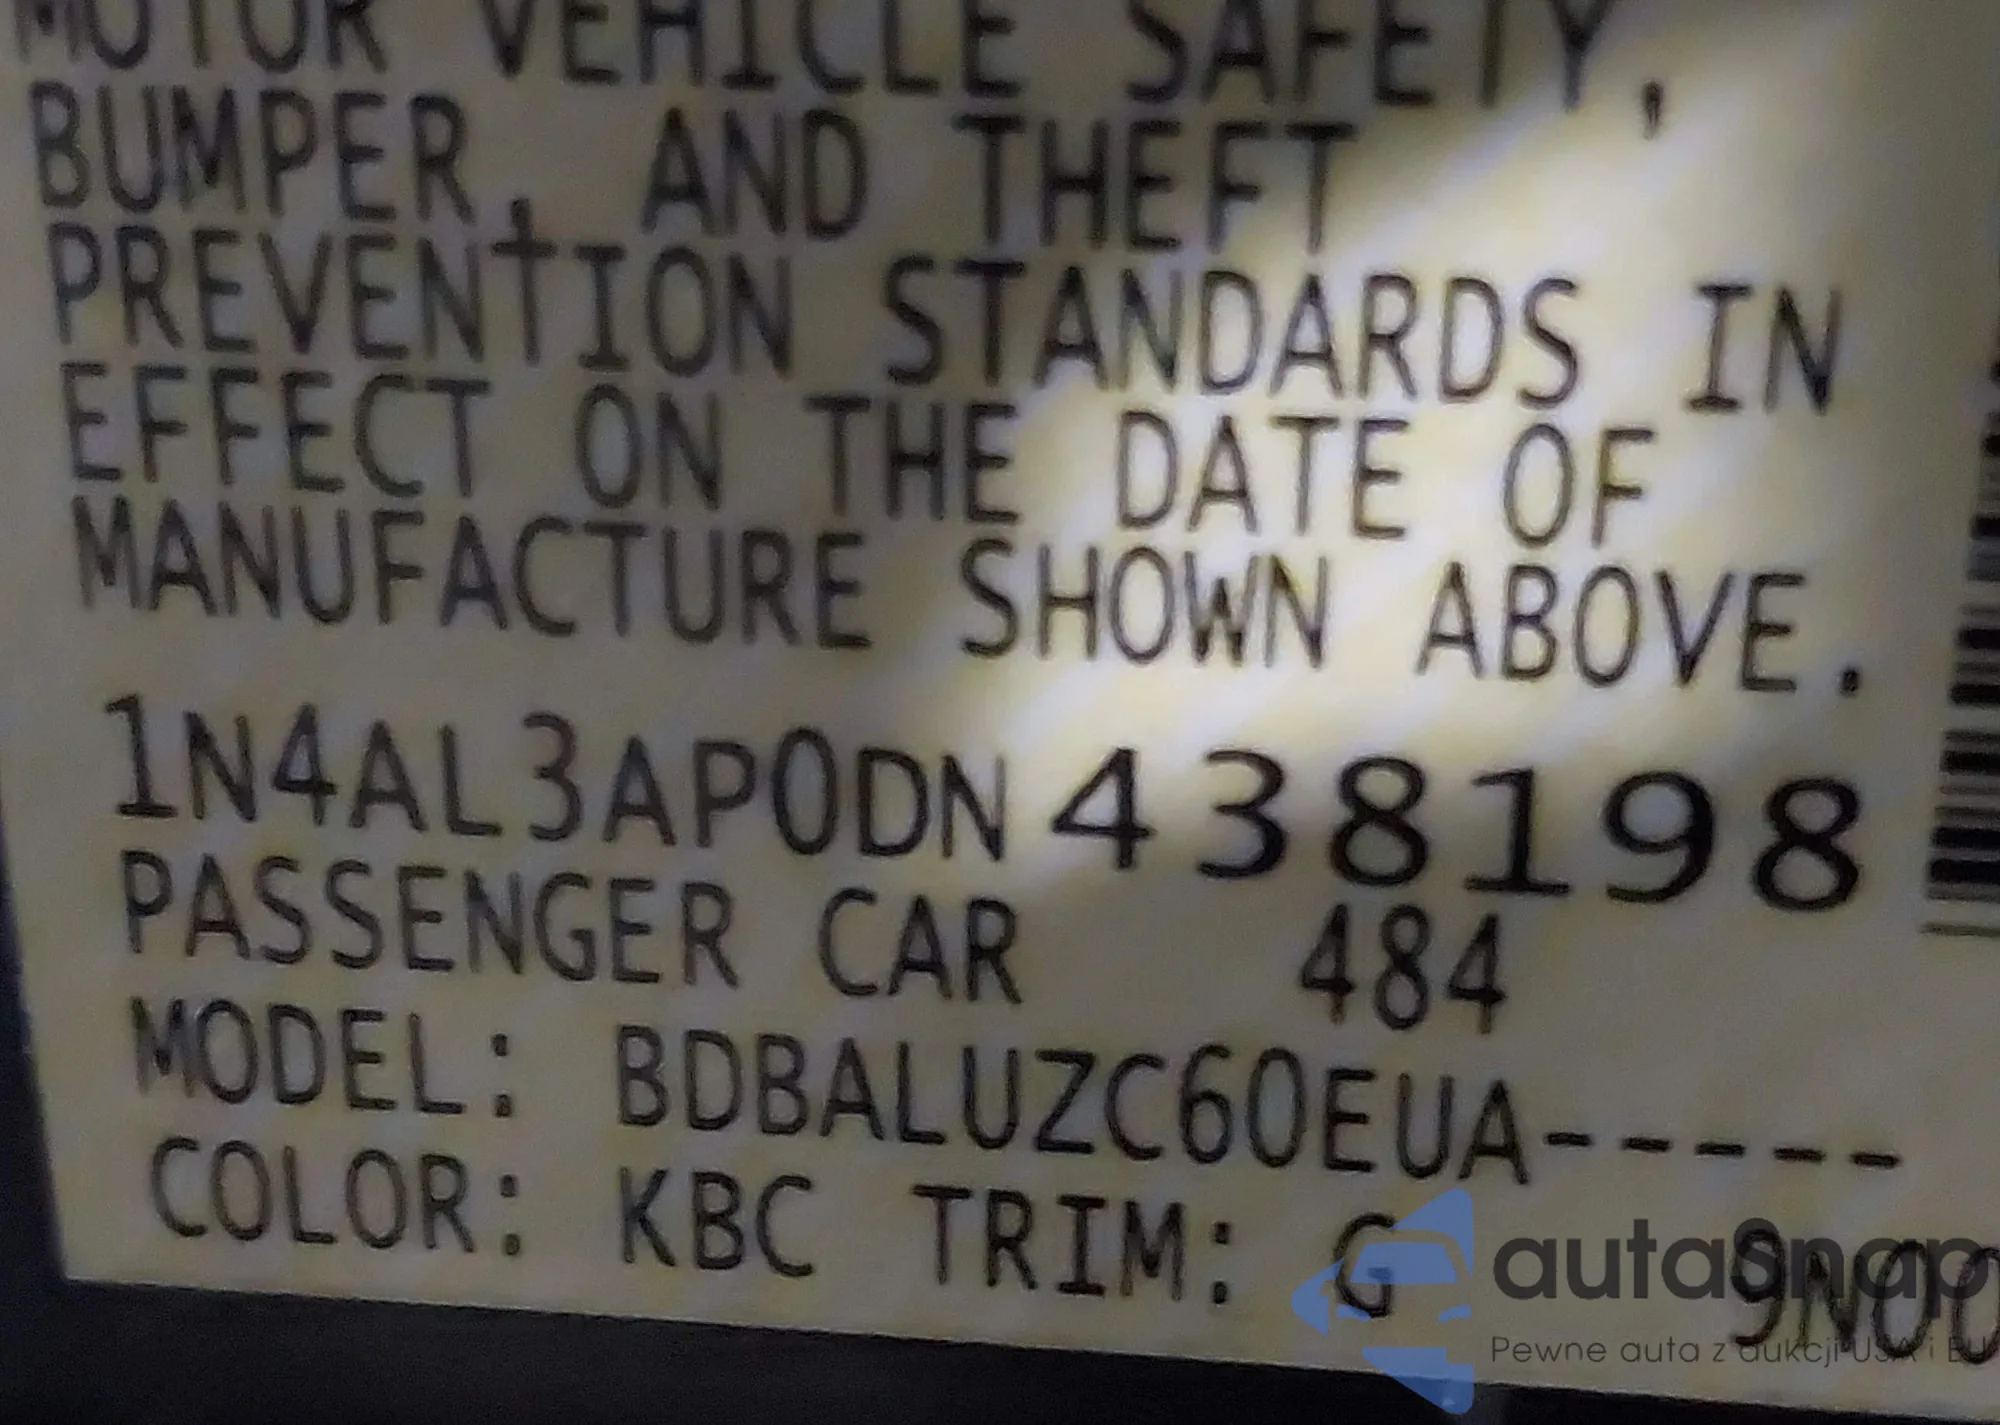 MOTOR VEHICLE SAFETY,
BUMPER, AND THEFT
PREVENTION STANDARDS IN
EFFECT ON THE DATE OF
MANUFACTURE SHOWN ABOVE.
1N4AL3AP0DN438198
PASSENGER CAR 484
MODEL: BDBALUZC60EUA-----
COLOR: KBC TRIM: G 9N00
autasnap
Pewne auta z aukcji USA i EU